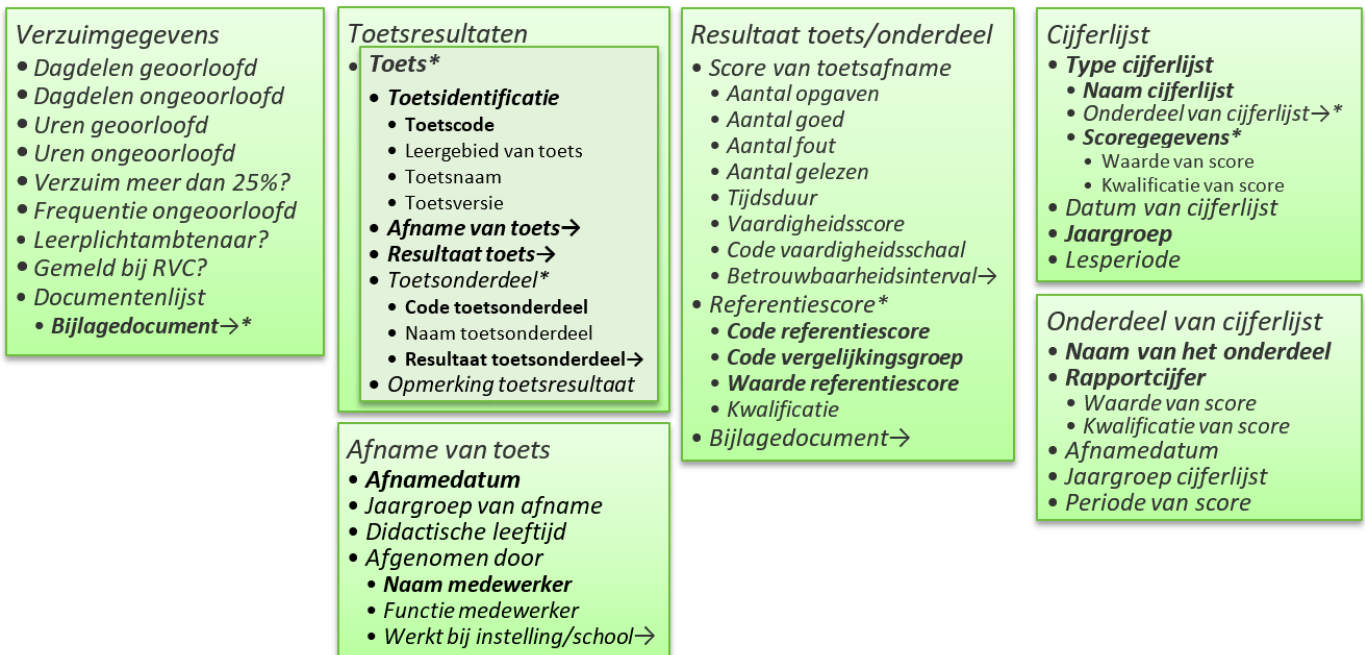 Verzuimgegevens
• Dagdelen geoorloofd
• Dagdelen ongeoorloofd
• Uren geoorloofd
• Uren ongeoorloofd
• Verzuim meer dan 25%?
• Frequentie ongeoorloofd
• Leerplichtambtenaar?
• Gemeld bij RVC?
• Documentenlijst
• Bijlagedocument→*
Toetsresultaten
• Toets*
• Toetsidentificatie
• Toetscode
• Leergebied van toets
• Toetsnaam
• Toetsversie
• Afname van toets→
• Resultaat toets→
• Toetsonderdeel*
• Code toetsonderdeel
• Naam toetsonderdeel
• Resultaat toetsonderdeel→
• Opmerking toetsresultaat
Afname van toets
• Afnamedatum
• Jaargroep van afname
• Didactische leeftijd
• Afgenomen door
• Naam medewerker
• Functie medewerker
• Werkt bij instelling/school→
Resultaat toets/onderdeel
• Score van toetsafname
• Aantal opgaven
• Aantal goed
• Aantal fout
• Aantal gelezen
• Tijdsduur
• Vaardigheidsscore
• Code vaardigheidsschaal
• Betrouwbaarheidsinterval→
• Referentiescore*
• Code referentiescore
• Code vergelijkingsgroep
• Waarde referentiescore
• Kwalificatie
• Bijlagedocument→
Cijferlijst
• Type cijferlijst
• Naam cijferlijst
• Onderdeel van cijferlijst→*
• Scoregegevens*
• Waarde van score
• Kwalificatie van score
• Datum van cijferlijst
• Jaargroep
• Lesperiode
Onderdeel van cijferlijst
• Naam van het onderdeel
• Rapportcijfer
• Waarde van score
• Kwalificatie van score
• Afnamedatum
• Jaargroep cijferlijst
• Periode van score